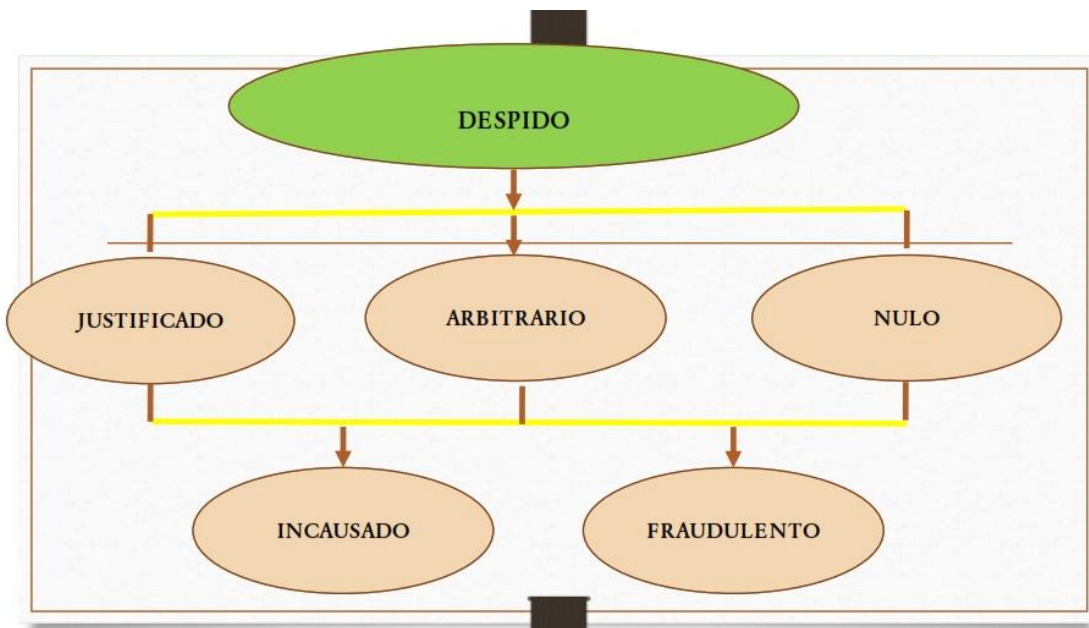 DESPIDO
JUSTIFICADO
ARBITRARIO
NULO
INCAUSADO
FRAUDULENTO